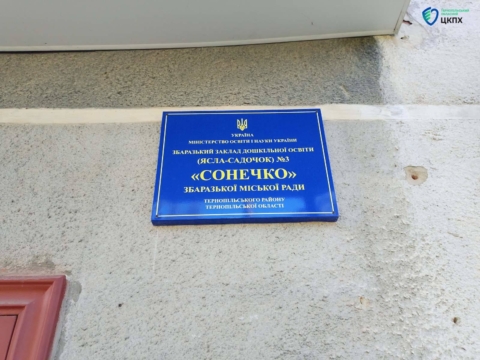 УКРАЇНА
МІНІСТЕРСТВО ОСВІТИ І НАУКИ УКРАЇНИ
ЗБАРАЗЬКИЙ ЗАКЛАД ДОШКІЛЬНОЇ ОСВІТИ
(ЯСЛА-САДОЧОК) №3
«СОНЕЧКО»
ЗБАРАЗЬКОЇ МІСЬКОЇ РАДИ
ТЕРНОПІЛЬСЬКОГО РАЙОНУ
ТЕРНОПІЛЬСЬКОЇ ОБЛАСТІ
ЦКПХ